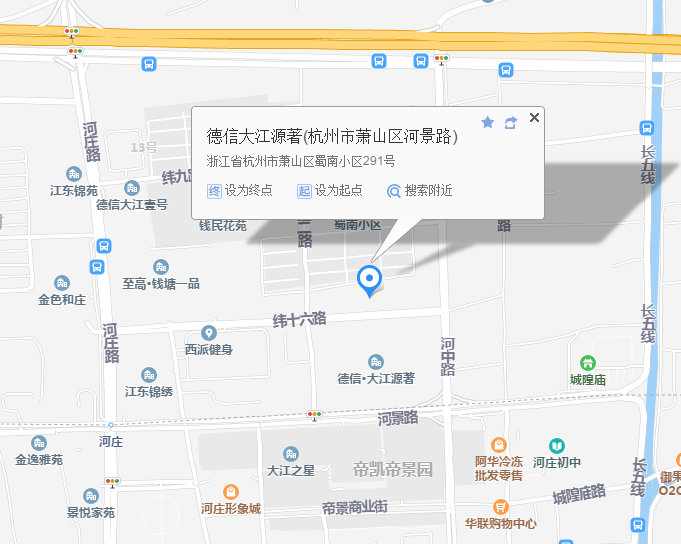 德信大江源著(杭州市萧山区河景路)
浙江省杭州市萧山区蜀南小区291号
终 设为终点
起 设为起点
搜索附近
河庄路
13号
长五线
江东锦苑
纬九路
德信大江壹号
钱民花苑
二路
蜀南小区
路
至高·钱塘一品
金色和庄
河庄路
纬十六路
长五线
西派健身
河中路
德信·大江源著
城隍庙
江东锦绣
河景路
河庄
金逸雅苑
大江之星
帝凯帝景园
阿华冷冻
批发零售
河庄初中
长五线
御果
O2O
景悦家苑
河庄形象城
帝景商业街
城隍庙路
华联购物中心